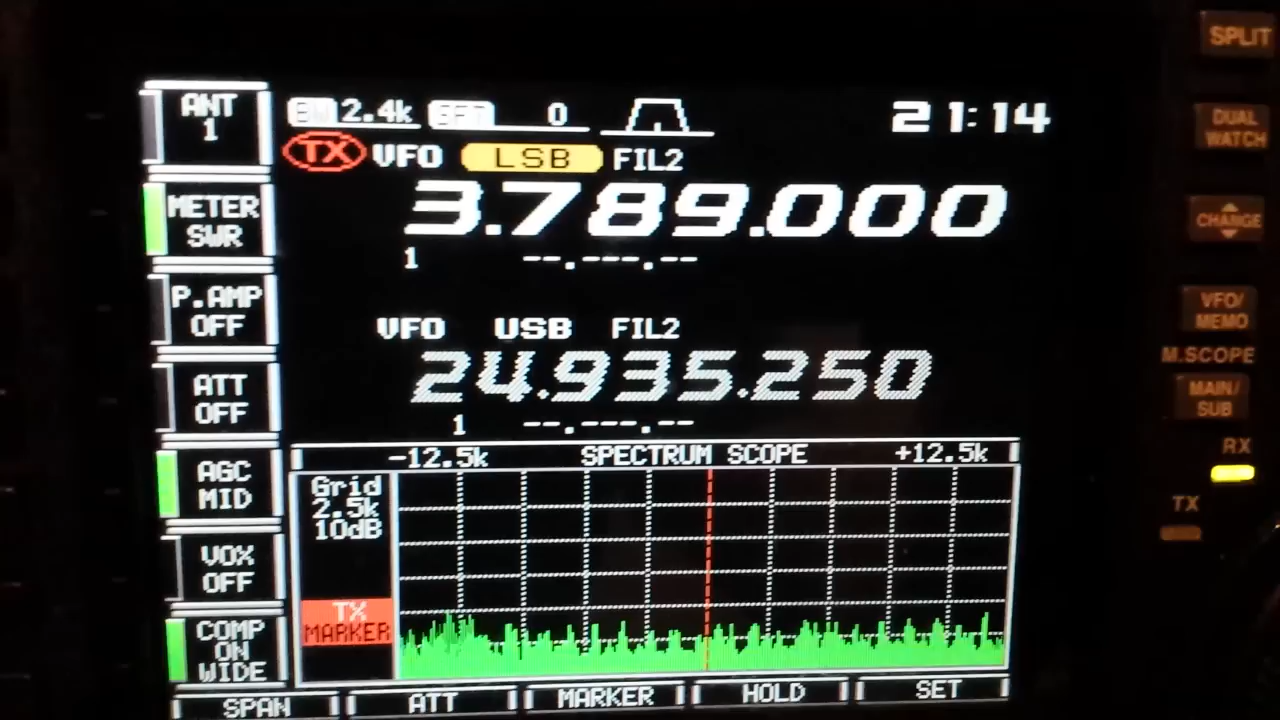 SPLIT
ANT 1
BW 2.4k SFT 0
21:14
DUAL WATCH
TX VFO LSB FIL2
METER SWR
3.789.000
CHANGE
1 --.---.--
P.AMP OFF
VFO/ MEMO
VFO USB FIL2
M.SCOPE
24.935.250
ATT OFF
MAIN/ SUB
1 --.---.--
RX
-12.5k SPECTRUM SCOPE +12.5k
AGC MID
Grid
2.5k
10dB
TX
VOX OFF
TX MARKER
COMP ON WIDE
SPAN ATT MARKER HOLD SET